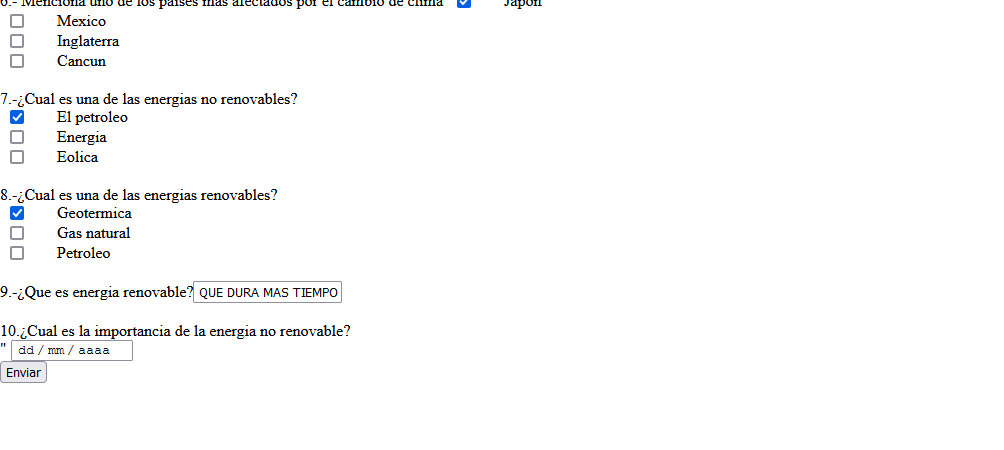 6.- Menciona uno de los paises mas afectados por el cambio de clima Japon
Mexico
Inglaterra
Cancun
7.-¿Cual es una de las energias no renovables?
El petroleo
Energia
Eolica
8.-¿Cual es una de las energias renovables?
Geotermica
Gas natural
Petroleo
9.-¿Que es energia renovable? QUE DURA MAS TIEMPO
10.¿Cual es la importancia de la energia no renovable?
" dd / mm / aaaa
Enviar